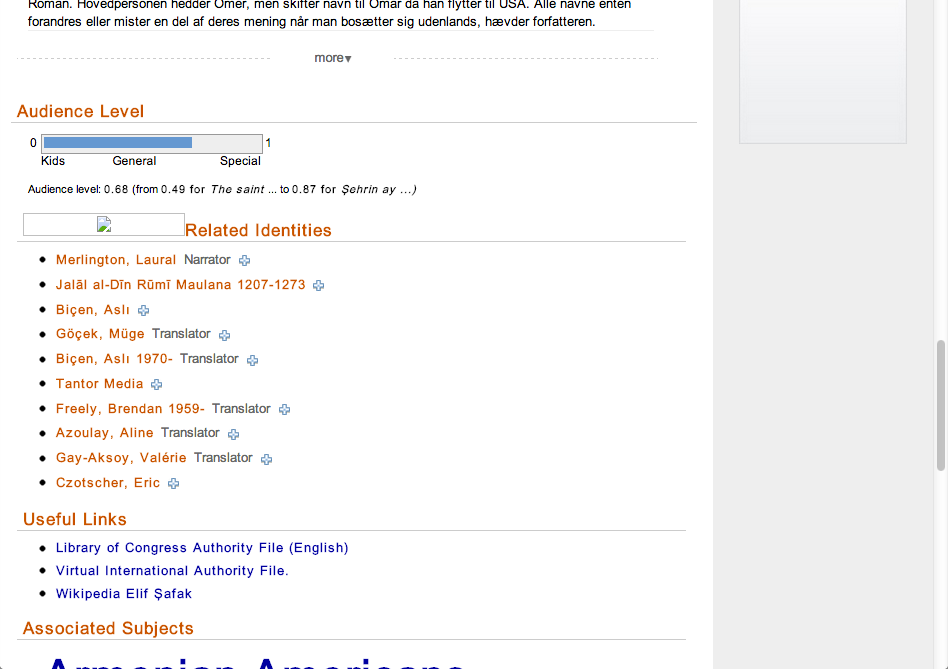 Roman. Hovedpersonen hedder Ömer, men skifter navn til Omar da han flytter til USA. Alle navne enten
forandres eller mister en del af deres mening når man bosætter sig udenlands, hævder forfatteren.
more▾
Audience Level
0 1
Kids General Special
Audience level: 0.68 (from 0.49 for The saint ... to 0.87 for Şehrin ay ...)
Related Identities
Merlington, Laural Narrator
Jalāl al-Dīn Rūmī Maulana 1207-1273
Biçen, Aslı
Göçek, Müge Translator
Biçen, Aslı 1970- Translator
Tantor Media
Freely, Brendan 1959- Translator
Azoulay, Aline Translator
Gay-Aksoy, Valérie Translator
Czotscher, Eric
Useful Links
Library of Congress Authority File (English)
Virtual International Authority File.
Wikipedia Elif Şafak
Associated Subjects
Armenian Americans